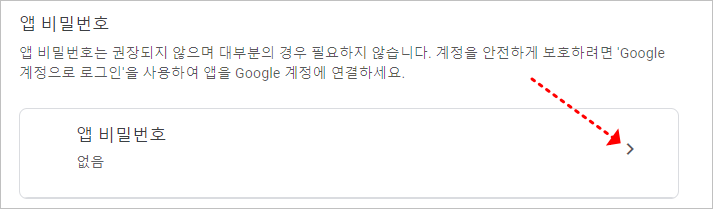 앱 비밀번호
앱 비밀번호는 권장되지 않으며 대부분의 경우 필요하지 않습니다. 계정을 안전하게 보호하려면 'Google
계정으로 로그인'을 사용하여 앱을 Google 계정에 연결하세요.
앱 비밀번호
없음